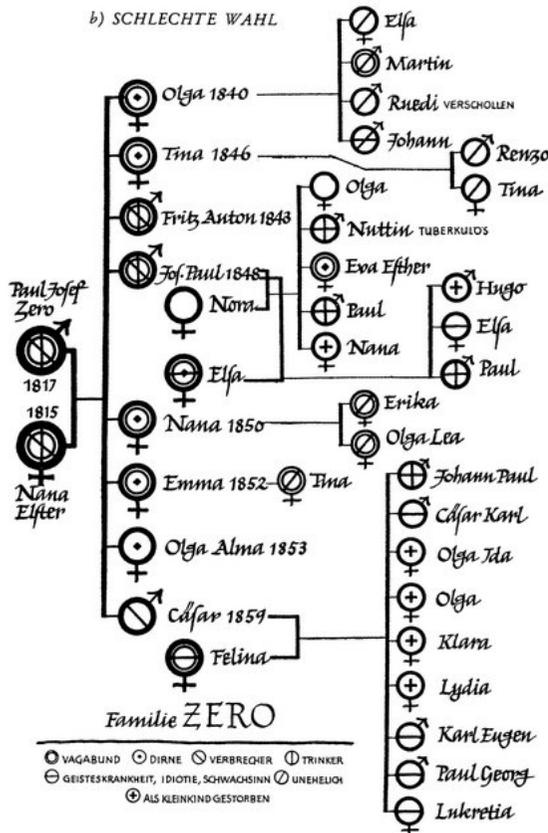 b) SCHLECHTE WAHL
Elsa
Olga 1840
Martin
Ruedi VERSCHOLLEN
Johann
Tina 1846
Renzo
Tina
Fritz Anton 1843
Olga
Nuttin TUBERKULÖS
Jos. Paul 1848
Eva Esther
Nora
Paul
Nana
Hugo
Elsa
Paul
Elsa
Paul Josef
Zero
1817
1815
Nana
Elster
Nana 1850
Erika
Olga Lea
Emma 1852
Tina
Olga Alma 1853
Cäsar 1859
Felina
Johann Paul
Cäsar Karl
Olga Ida
Olga
Klara
Lydia
Karl Eugen
Paul Georg
Lukretia
Familie ZERO
VAGABUND DIRNE VERBRECHER TRINKER
GEISTESKRANKHEIT, IDIOTIE, SCHWACHSINN UNEHELICH
ALS KLEINKIND GESTORBEN